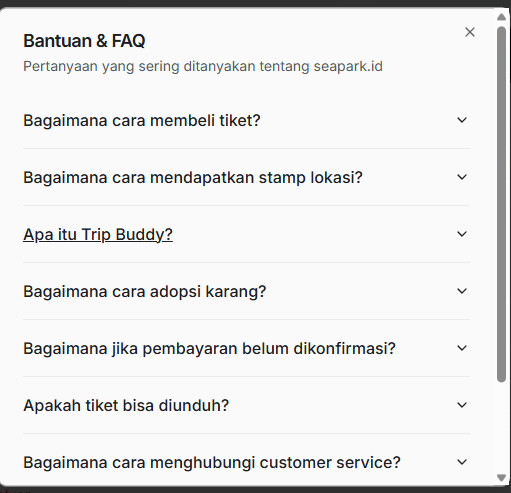 Bantuan & FAQ
Pertanyaan yang sering ditanyakan tentang seapark.id
Bagaimana cara membeli tiket?
Bagaimana cara mendapatkan stamp lokasi?
Apa itu Trip Buddy?
Bagaimana cara adopsi karang?
Bagaimana jika pembayaran belum dikonfirmasi?
Apakah tiket bisa diunduh?
Bagaimana cara menghubungi customer service?